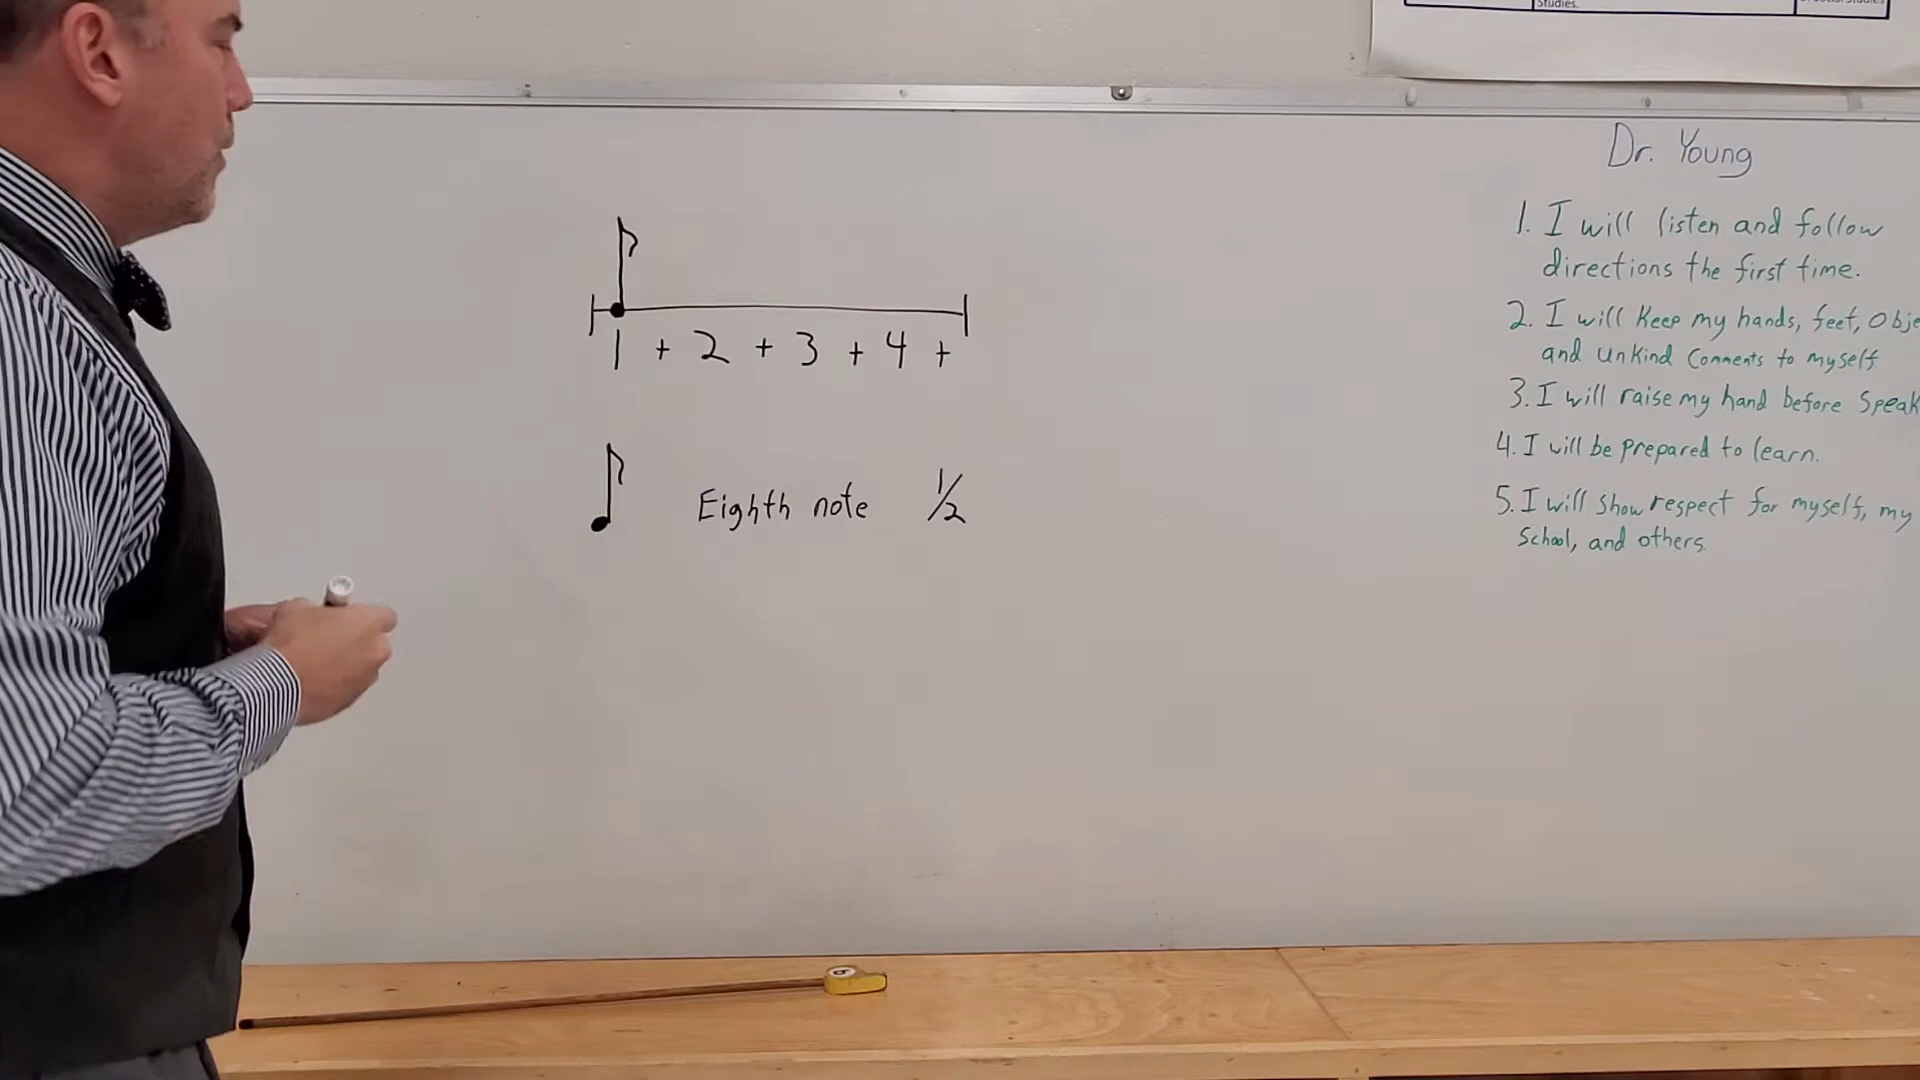 Studies.
1 + 2 + 3 + 4 +
Eighth note 1/2
Dr. Young
1. I will listen and follow
directions the first time.
2. I will Keep my hands, feet, Obje
and unkind Comments to myself
3. I will raise my hand before Speak
4. I will be prepared to learn.
5. I will show respect for myself, my
School, and others.